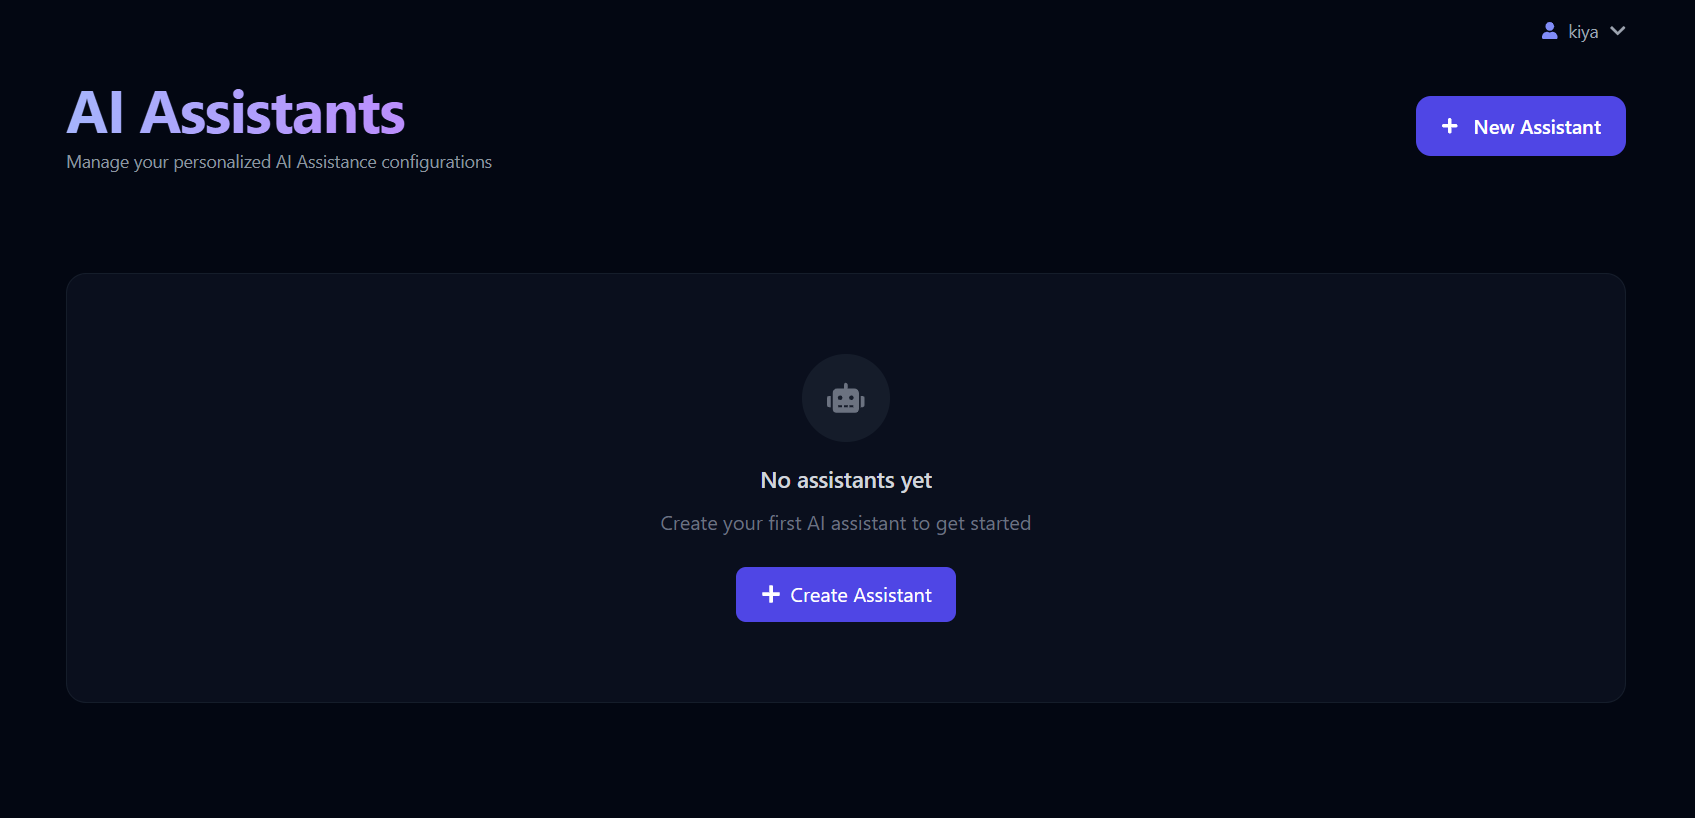 kiya
AI Assistants
Manage your personalized AI Assistance configurations
New Assistant
No assistants yet
Create your first AI assistant to get started
Create Assistant